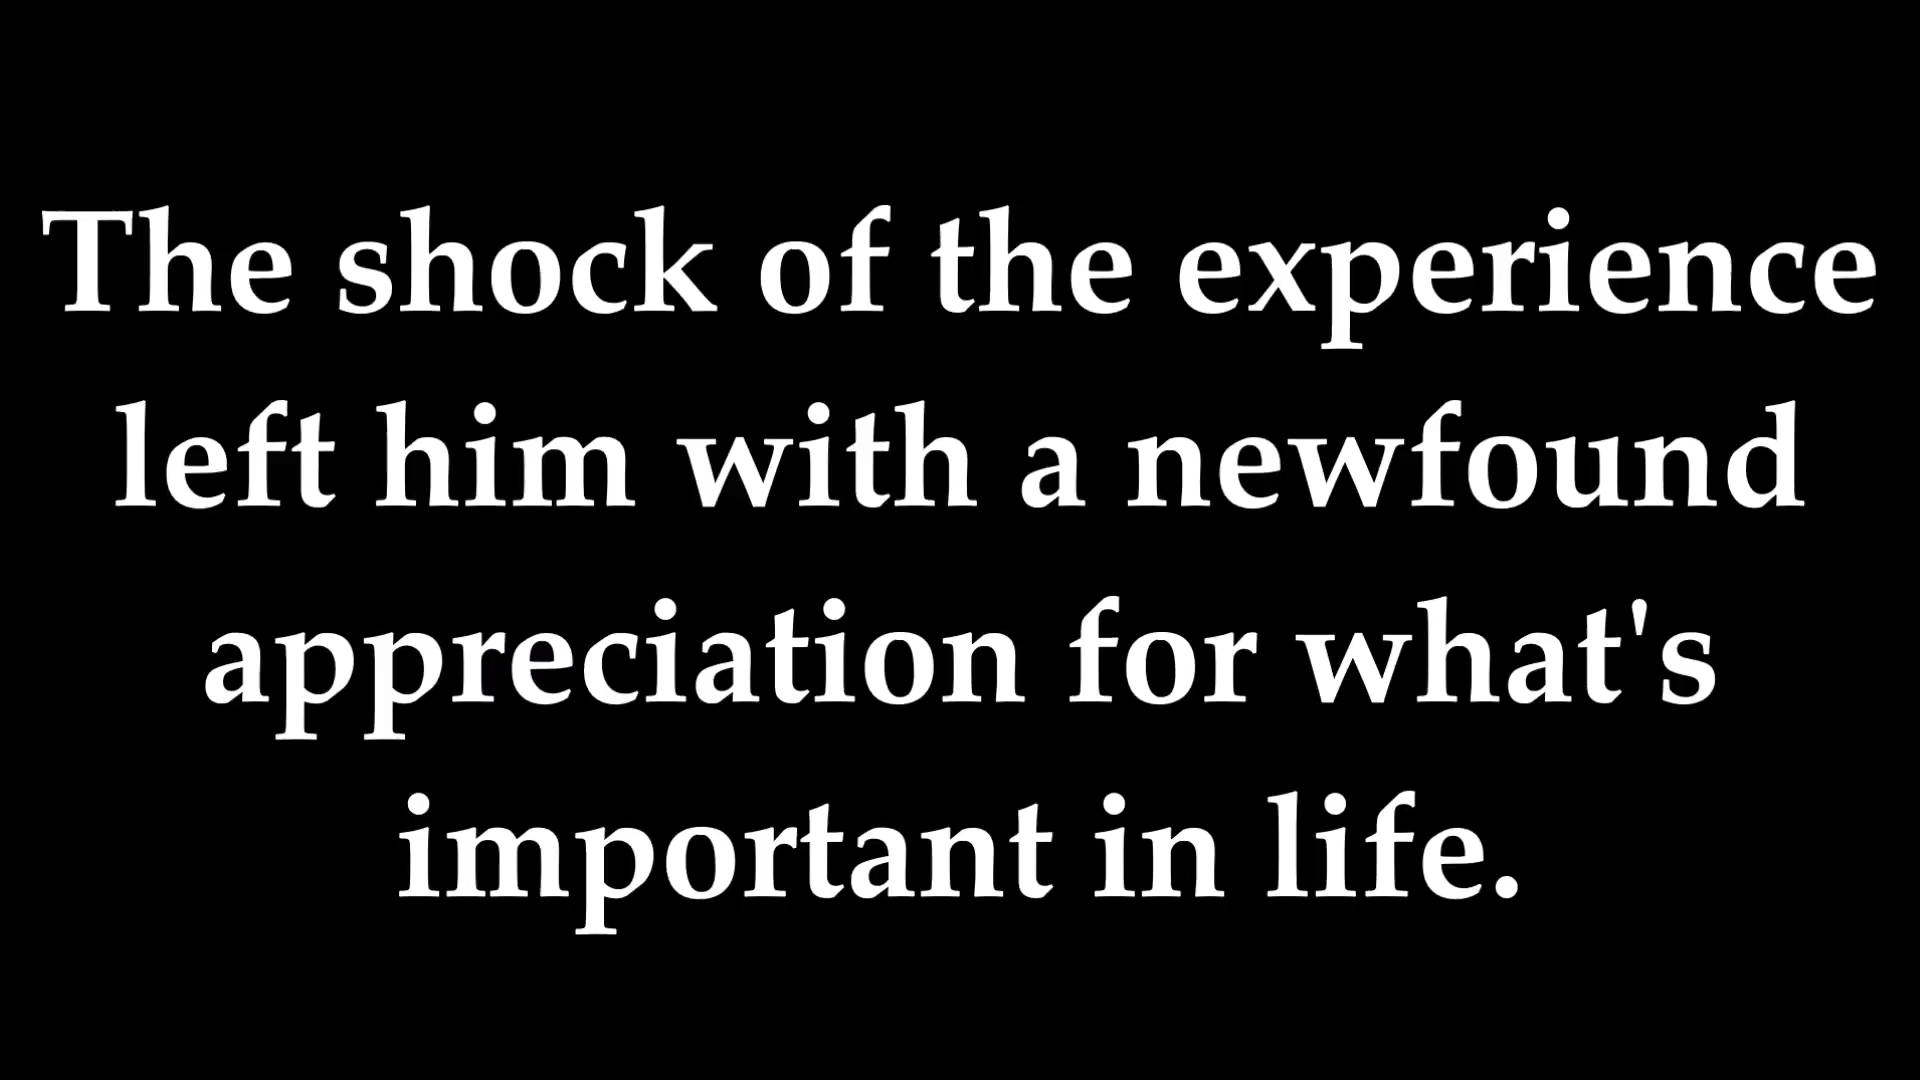 The shock of the experience
left him with a newfound
appreciation for what's
important in life.